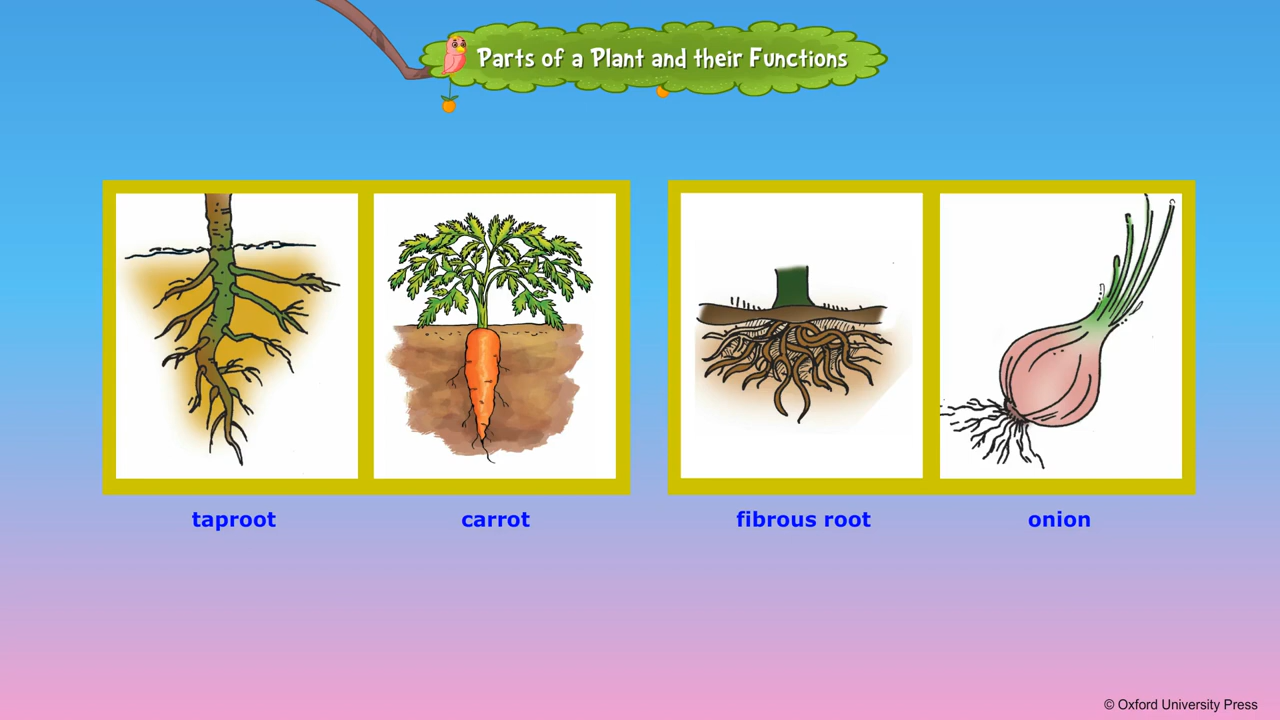 Parts of a Plant and their Functions
taproot
carrot
fibrous root
onion
© Oxford University Press